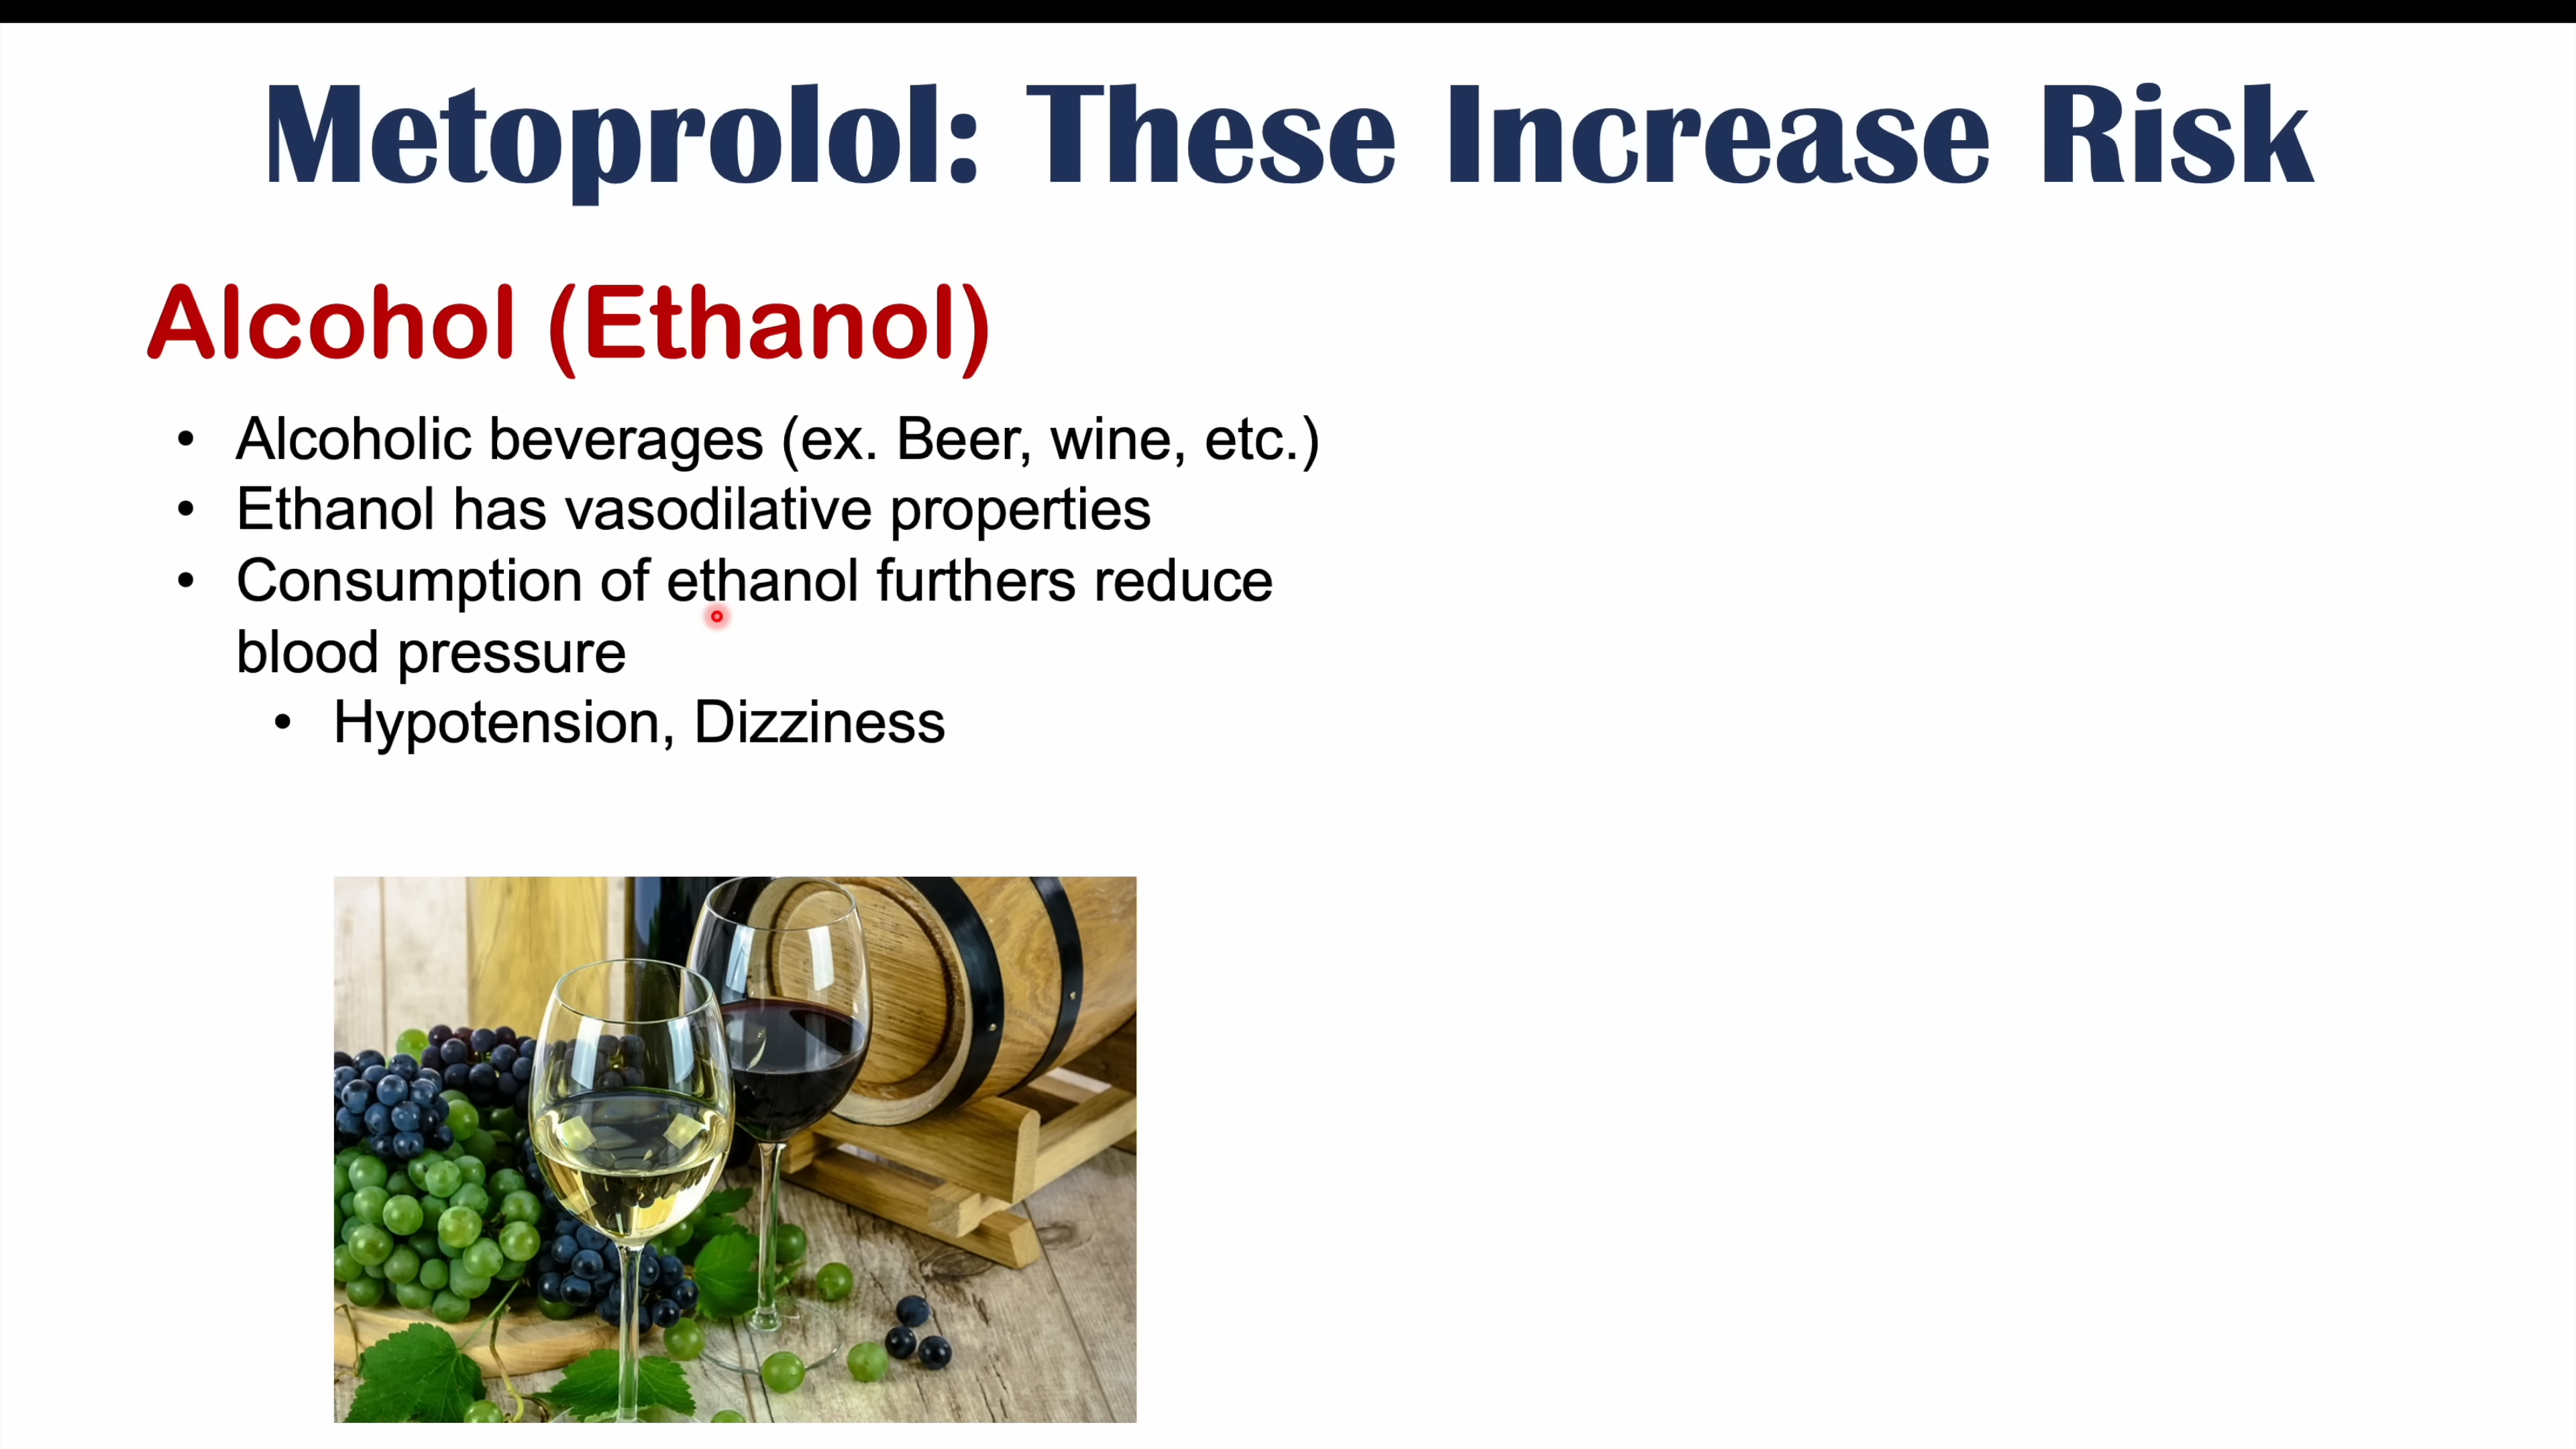 Metoprolol: These Increase Risk
Alcohol (Ethanol)
• Alcoholic beverages (ex. Beer, wine, etc.)
• Ethanol has vasodilative properties
• Consumption of ethanol furthers reduce
blood pressure
• Hypotension, Dizziness